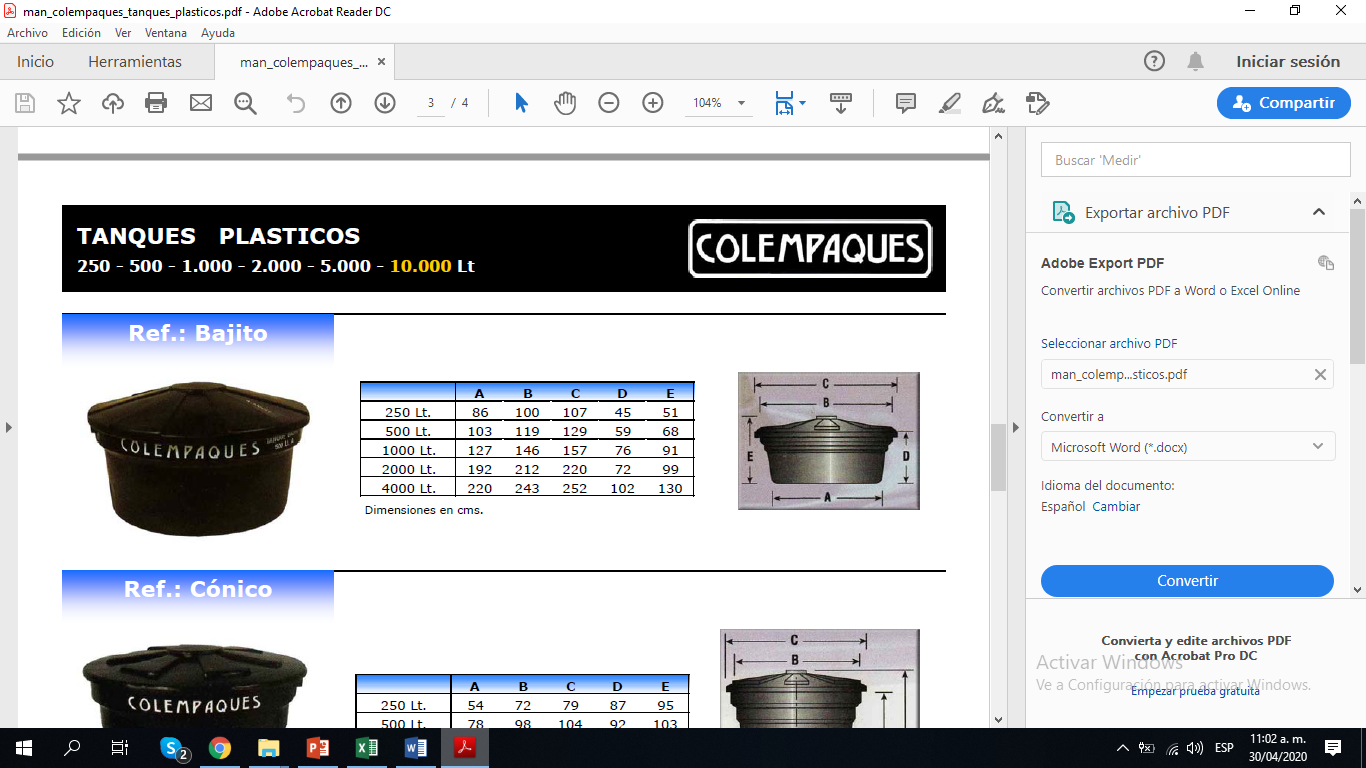 man_colempaques_tanques_plasticos.pdf - Adobe Acrobat Reader DC
Archivo Edición Ver Ventana Ayuda
Inicio Herramientas man_colempaques_... Iniciar sesión
3 / 4 104% Compartir
Buscar 'Medir'
Exportar archivo PDF
Adobe Export PDF
Convertir archivos PDF a Word o Excel Online
Seleccionar archivo PDF
man_colemp...sticos.pdf
Convertir a
Microsoft Word (*.docx)
Idioma del documento:
Español Cambiar
Convertir
Convierta y edite archivos PDF
con Acrobat Pro DC
Empezar prueba gratuita
Activar Windows
Ve a Configuración para activar Windows.
TANQUES PLASTICOS
250 - 500 - 1.000 - 2.000 - 5.000 - 10.000 Lt
COLEMPAQUES
Ref.: Bajito
COLEMPAQUES
500 Lt
A B C D E
250 Lt. 86 100 107 45 51
500 Lt. 103 119 129 59 68
1000 Lt. 127 146 157 76 91
2000 Lt. 192 212 220 72 99
4000 Lt. 220 243 252 102 130
Dimensiones en cms.
C
B
E D
A
Ref.: Cónico
COLEMPAQUES
A B C D E
250 Lt. 54 72 79 87 95
500 Lt. 78 98 104 92 103
C
B
2 ESP 11:02 a. m.
30/04/2020